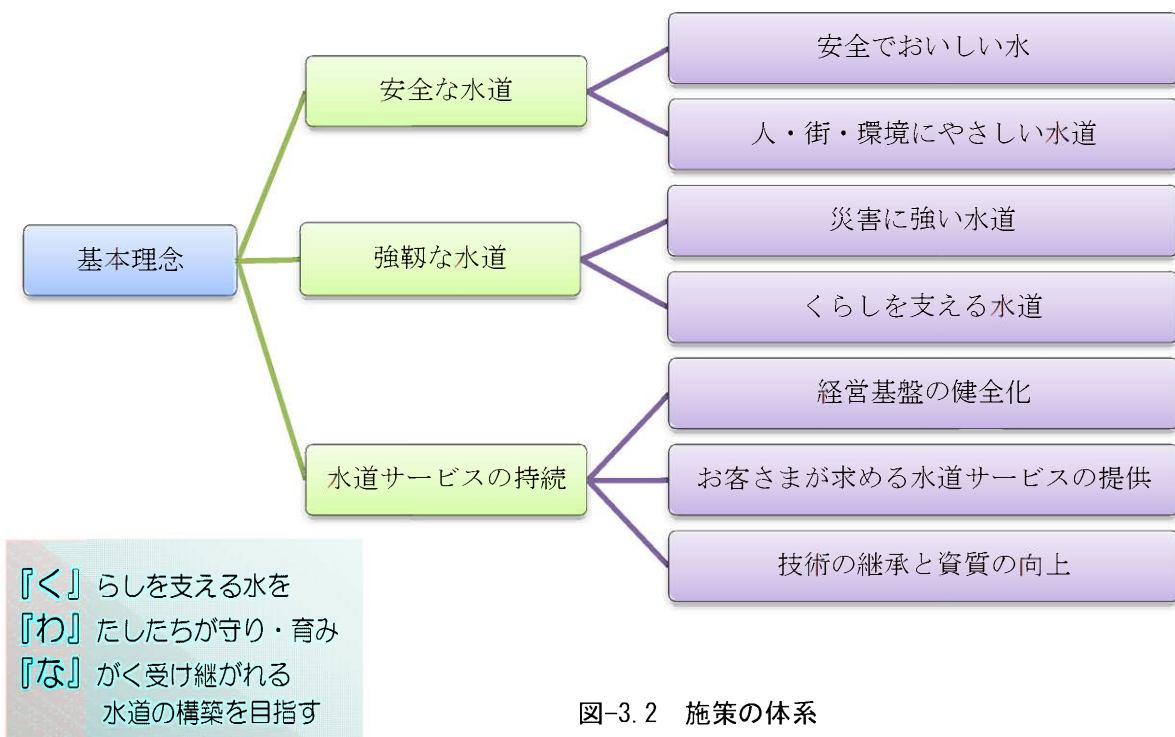 基本理念
安全な水道
安全でおいしい水
人・街・環境にやさしい水道
強靱な水道
災害に強い水道
くらしを支える水道
水道サービスの持続
経営基盤の健全化
お客さまが求める水道サービスの提供
技術の継承と資質の向上
『く』らしを支える水を
『わ』たしたちが守り・育み
『な』がく受け継がれる
水道の構築を目指す
図-3.2 施策の体系